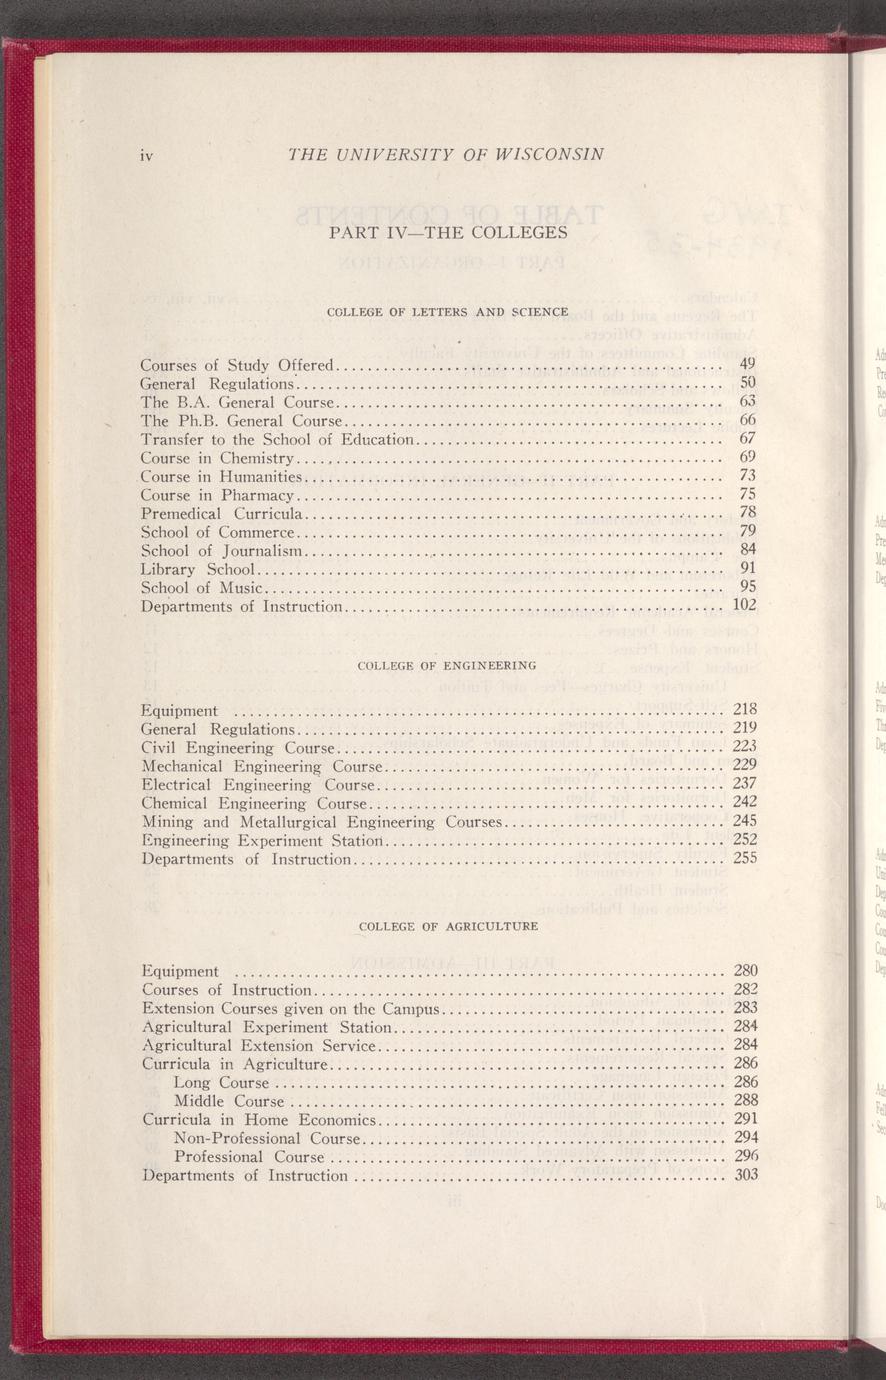 iv THE UNIVERSITY OF WISCONSIN
PART IV—THE COLLEGES
COLLEGE OF LETTERS AND SCIENCE
Courses of Study Offered 49
General Regulations 50
The B.A. General Course 63
The Ph.B. General Course 66
Transfer to the School of Education 67
Course in Chemistry 69
Course in Humanities 73
Course in Pharmacy 75
Premedical Curricula 78
School of Commerce 79
School of Journalism 84
Library School 91
School of Music 95
Departments of Instruction 102
COLLEGE OF ENGINEERING
Equipment 218
General Regulations 219
Civil Engineering Course 223
Mechanical Engineering Course 229
Electrical Engineering Course 237
Chemical Engineering Course 242
Mining and Metallurgical Engineering Courses 245
Engineering Experiment Station 252
Departments of Instruction 255
COLLEGE OF AGRICULTURE
Equipment 280
Courses of Instruction 282
Extension Courses given on the Campus 283
Agricultural Experiment Station 284
Agricultural Extension Service 284
Curricula in Agriculture 286
Long Course 286
Middle Course 288
Curricula in Home Economics 291
Non-Professional Course 294
Professional Course 296
Departments of Instruction 303